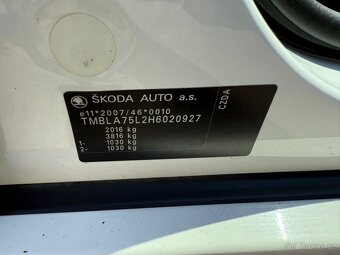 ŠKODA AUTO a.s.
e11*2007/46*0010
TMBLA75L2H6020927
2016 kg
3816 kg
1- 1030 kg
2- 1030 kg
CZDA